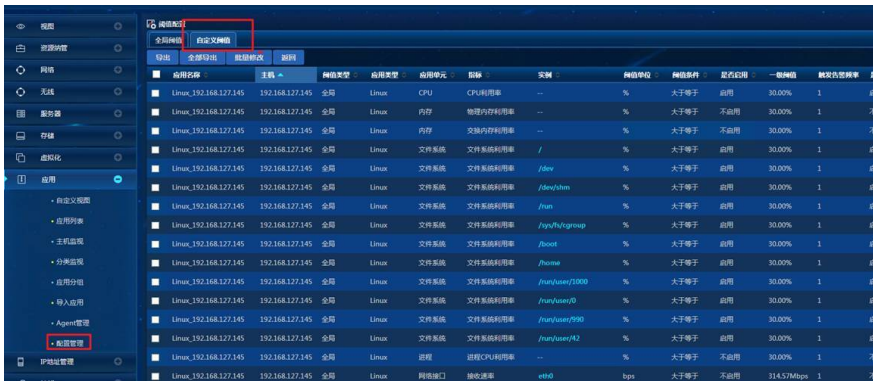 视图
资源纳管
网络
无线
服务器
存储
虚拟化
应用
自定义视图
应用列表
主机监视
分类监视
应用分组
导入应用
Agent管理
配置管理
IP地址管理
阈值配置
全局阈值 自定义阈值
导出 全部导出 批量修改 返回
应用名称 主机 阈值类型 应用类型 应用单元 指标 实例 阈值单位 阈值条件 是否启用 一级阈值 触发告警频率
Linux_192.168.127.145 192.168.127.145 全局 Linux CPU CPU利用率 -- % 大于等于 启用 30.00% 1
Linux_192.168.127.145 192.168.127.145 全局 Linux 内存 物理内存利用率 -- % 大于等于 不启用 30.00% 1
Linux_192.168.127.145 192.168.127.145 全局 Linux 内存 交换内存利用率 -- % 大于等于 不启用 30.00% 1
Linux_192.168.127.145 192.168.127.145 全局 Linux 文件系统 文件系统利用率 / % 大于等于 启用 30.00% 1
Linux_192.168.127.145 192.168.127.145 全局 Linux 文件系统 文件系统利用率 /dev % 大于等于 启用 30.00% 1
Linux_192.168.127.145 192.168.127.145 全局 Linux 文件系统 文件系统利用率 /dev/shm % 大于等于 启用 30.00% 1
Linux_192.168.127.145 192.168.127.145 全局 Linux 文件系统 文件系统利用率 /run % 大于等于 启用 30.00% 1
Linux_192.168.127.145 192.168.127.145 全局 Linux 文件系统 文件系统利用率 /sys/fs/cgroup % 大于等于 启用 30.00% 1
Linux_192.168.127.145 192.168.127.145 全局 Linux 文件系统 文件系统利用率 /boot % 大于等于 启用 30.00% 1
Linux_192.168.127.145 192.168.127.145 全局 Linux 文件系统 文件系统利用率 /home % 大于等于 启用 30.00% 1
Linux_192.168.127.145 192.168.127.145 全局 Linux 文件系统 文件系统利用率 /run/user/1000 % 大于等于 启用 30.00% 1
Linux_192.168.127.145 192.168.127.145 全局 Linux 文件系统 文件系统利用率 /run/user/0 % 大于等于 启用 30.00% 1
Linux_192.168.127.145 192.168.127.145 全局 Linux 文件系统 文件系统利用率 /run/user/990 % 大于等于 启用 30.00% 1
Linux_192.168.127.145 192.168.127.145 全局 Linux 文件系统 文件系统利用率 /run/user/42 % 大于等于 启用 30.00% 1
Linux_192.168.127.145 192.168.127.145 全局 Linux 进程 进程CPU利用率 -- % 大于等于 不启用 30.00% 1
Linux_192.168.127.145 192.168.127.145 全局 Linux 网络接口 接收速率 eth0 bps 大于等于 不启用 314.57Mbps 1